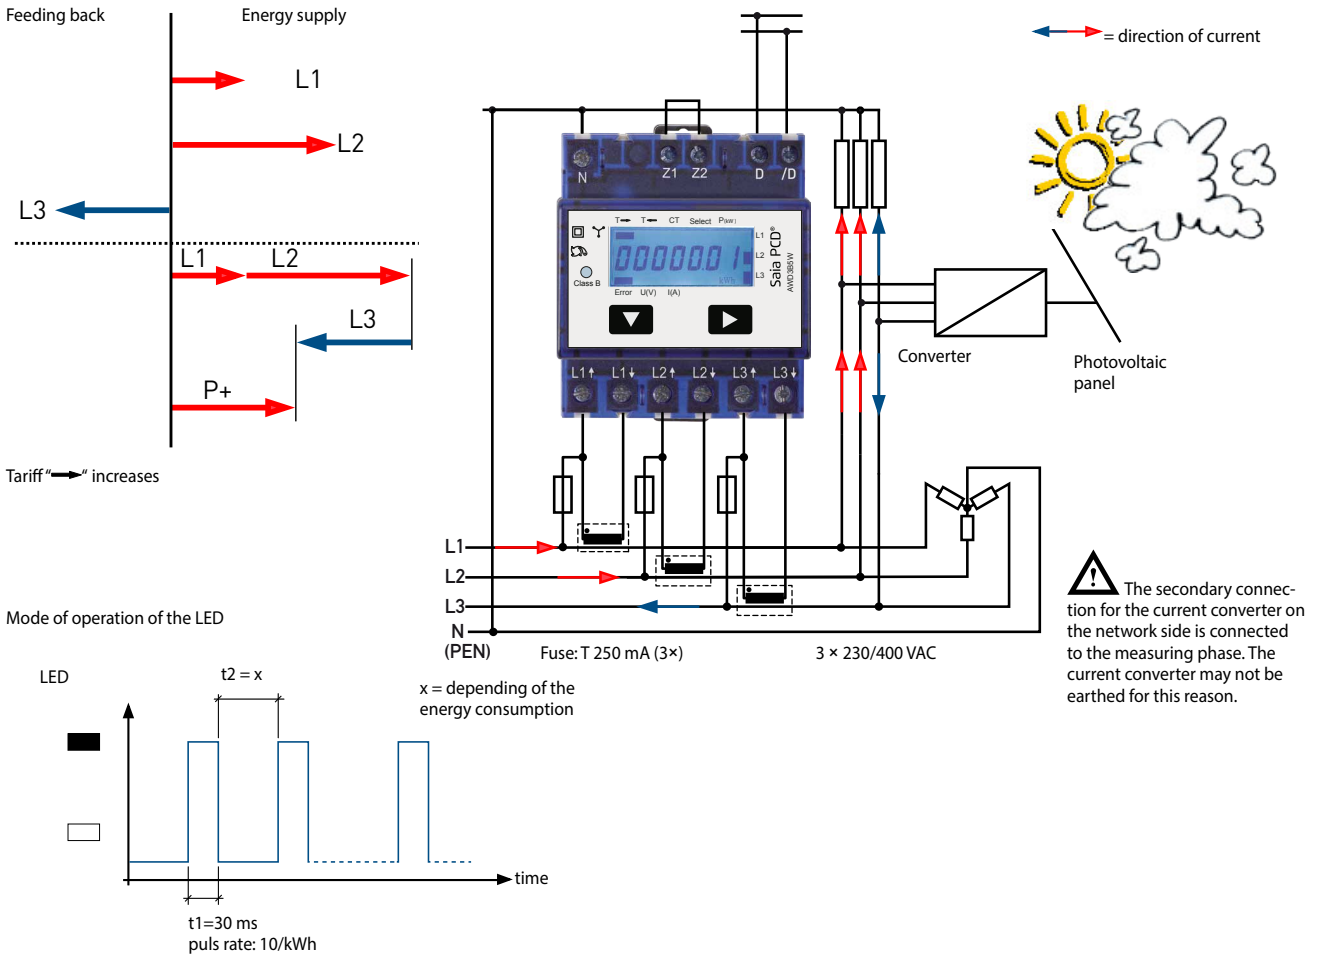 Feeding back
Energy supply
L1
L2
L3
L1
L2
L3
P+
Tariff “ “ increases
= direction of current
N
Z1
Z2
D
/D
T
T
CT
Select
P(kW)
L1
L2
L3
00000.01
kWh
Class B
Error
U(V)
I(A)
Saia PCD®
AWD3B5W
L1
L1
L2
L2
L3
L3
Converter
Photovoltaic
panel
L1
L2
L3
N
(PEN)
Fuse: T 250 mA (3×)
3 × 230/400 VAC
! The secondary connec-
tion for the current converter on
the network side is connected
to the measuring phase. The
current converter may not be
earthed for this reason.
Mode of operation of the LED
LED
t2 = x
x = depending of the
energy consumption
time
t1=30 ms
puls rate: 10/kWh